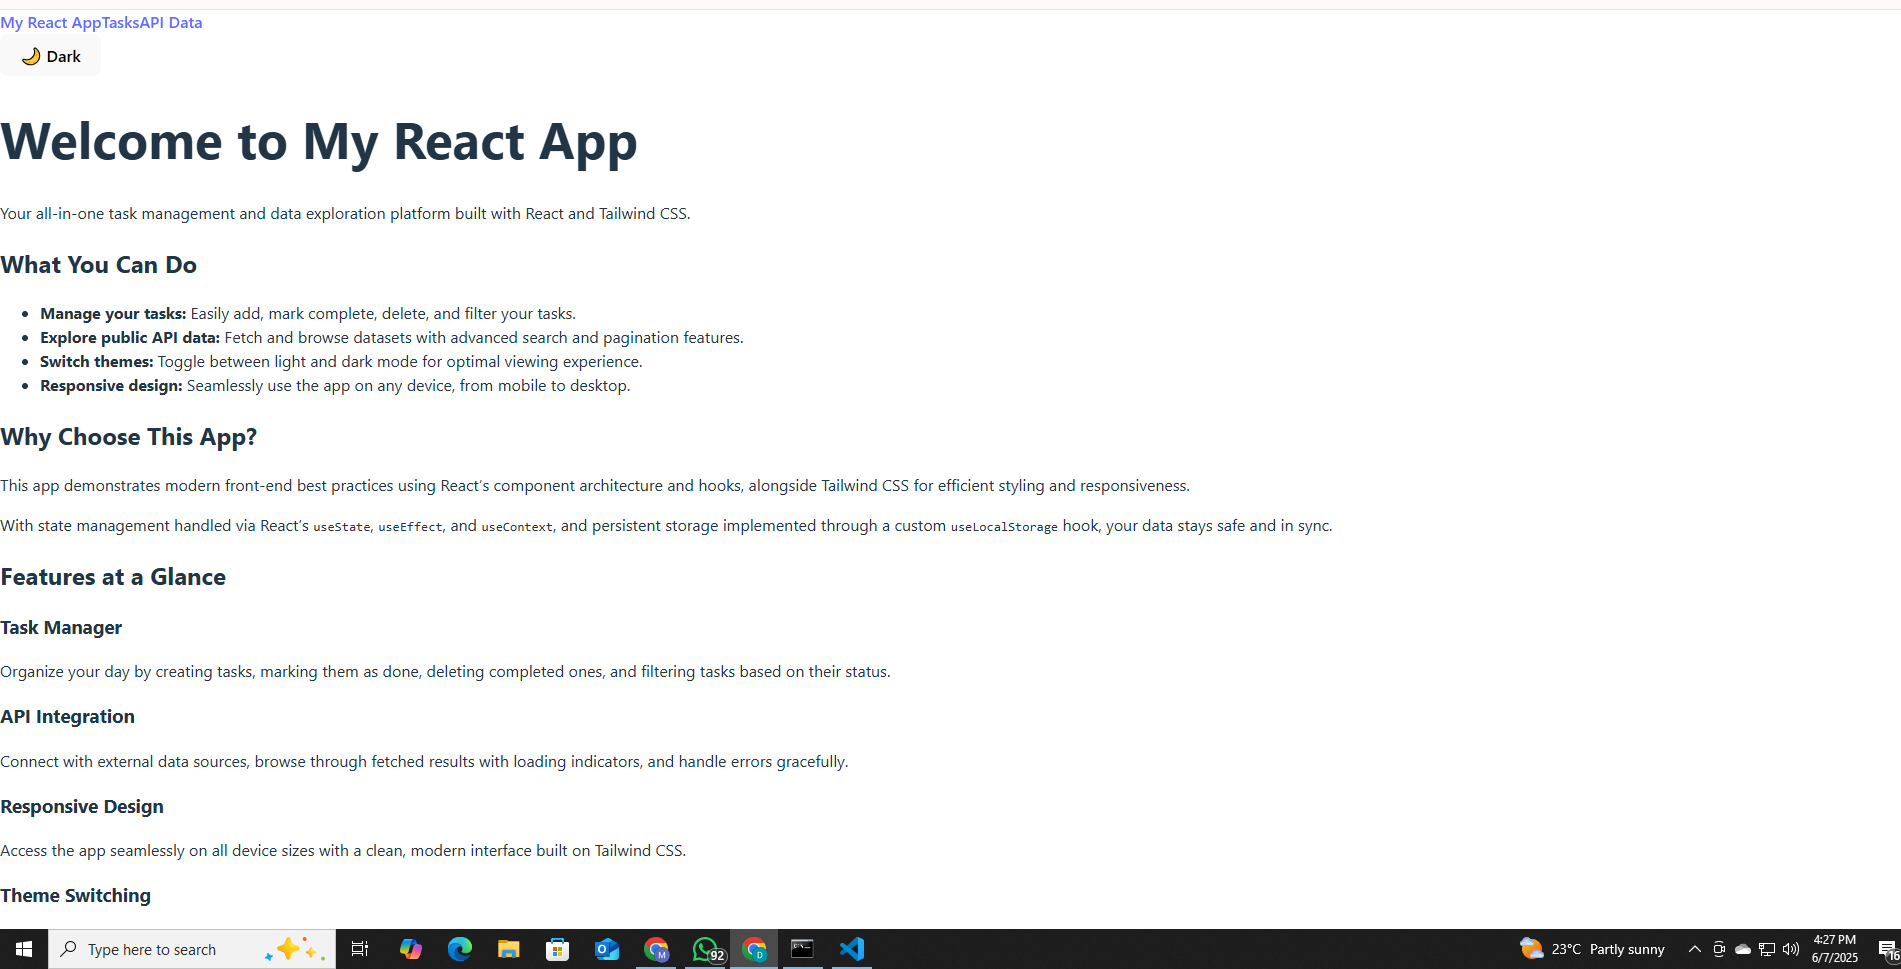 My React AppTasksAPI Data
🌙 Dark
Welcome to My React App
Your all-in-one task management and data exploration platform built with React and Tailwind CSS.
What You Can Do
• Manage your tasks: Easily add, mark complete, delete, and filter your tasks.
• Explore public API data: Fetch and browse datasets with advanced search and pagination features.
• Switch themes: Toggle between light and dark mode for optimal viewing experience.
• Responsive design: Seamlessly use the app on any device, from mobile to desktop.
Why Choose This App?
This app demonstrates modern front-end best practices using React’s component architecture and hooks, alongside Tailwind CSS for efficient styling and responsiveness.
With state management handled via React’s useState, useEffect, and useContext, and persistent storage implemented through a custom useLocalStorage hook, your data stays safe and in sync.
Features at a Glance
Task Manager
Organize your day by creating tasks, marking them as done, deleting completed ones, and filtering tasks based on their status.
API Integration
Connect with external data sources, browse through fetched results with loading indicators, and handle errors gracefully.
Responsive Design
Access the app seamlessly on all device sizes with a clean, modern interface built on Tailwind CSS.
Theme Switching
Type here to search
M
92
D
23°C Partly sunny
4:27 PM
6/7/2025